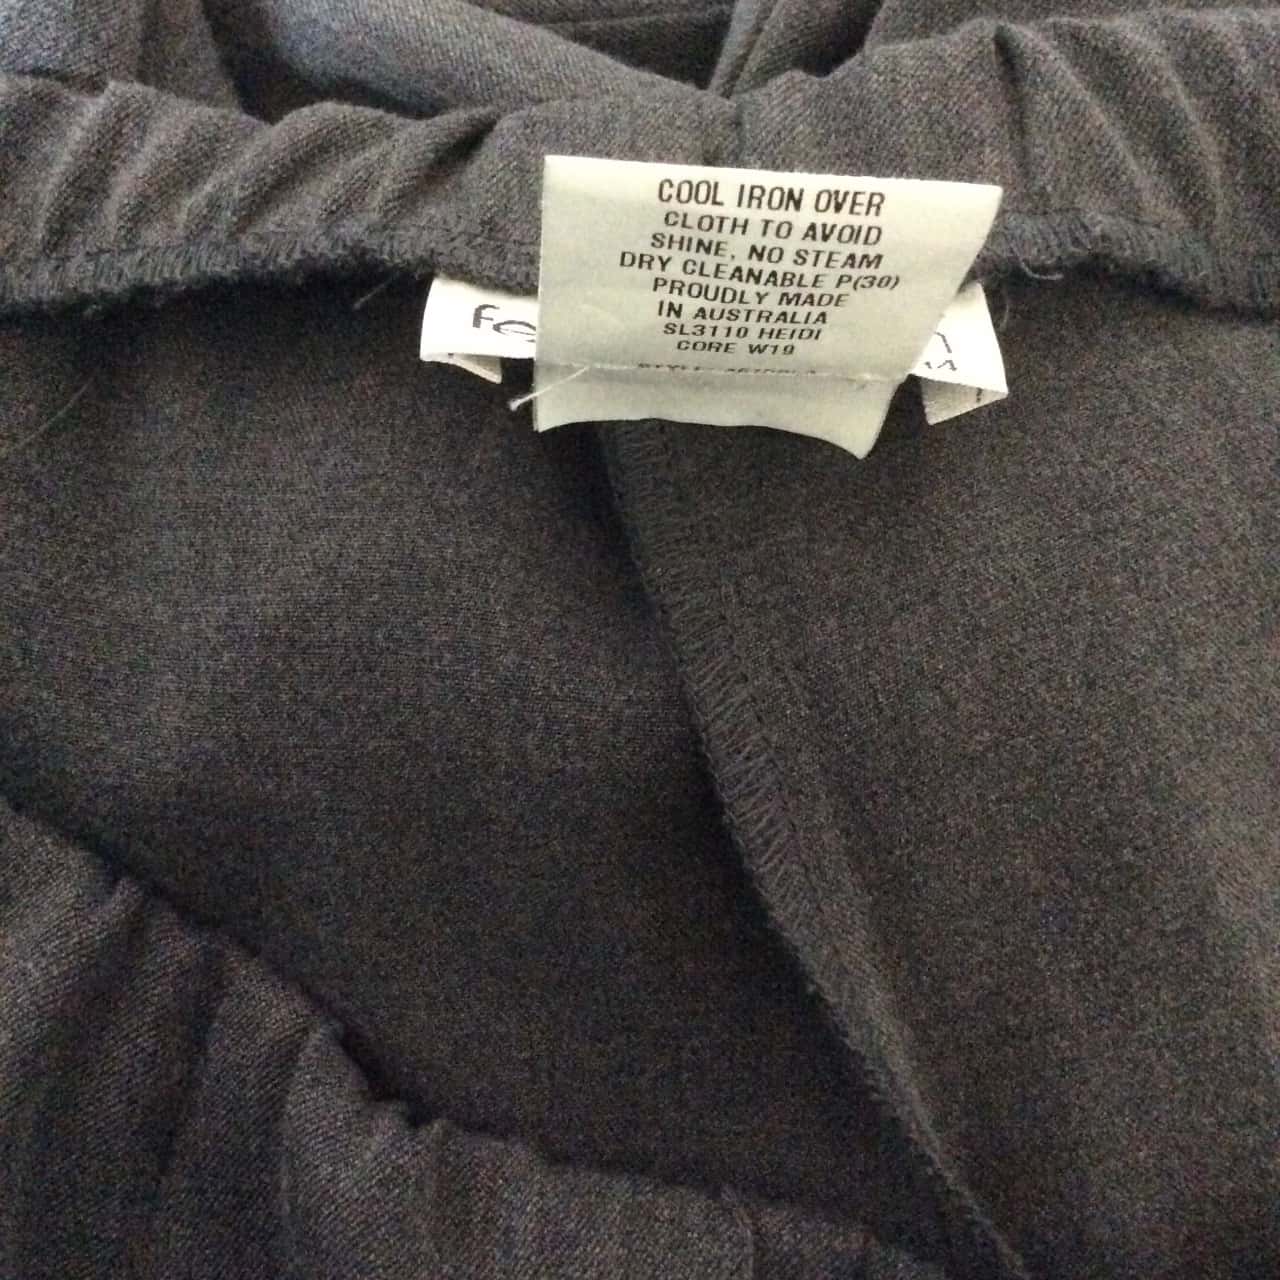 COOL IRON OVER
CLOTH TO AVOID
SHINE, NO STEAM
DRY CLEANABLE P(30)
PROUDLY MADE
IN AUSTRALIA
SL3110 HEIDI
CORE W19
14